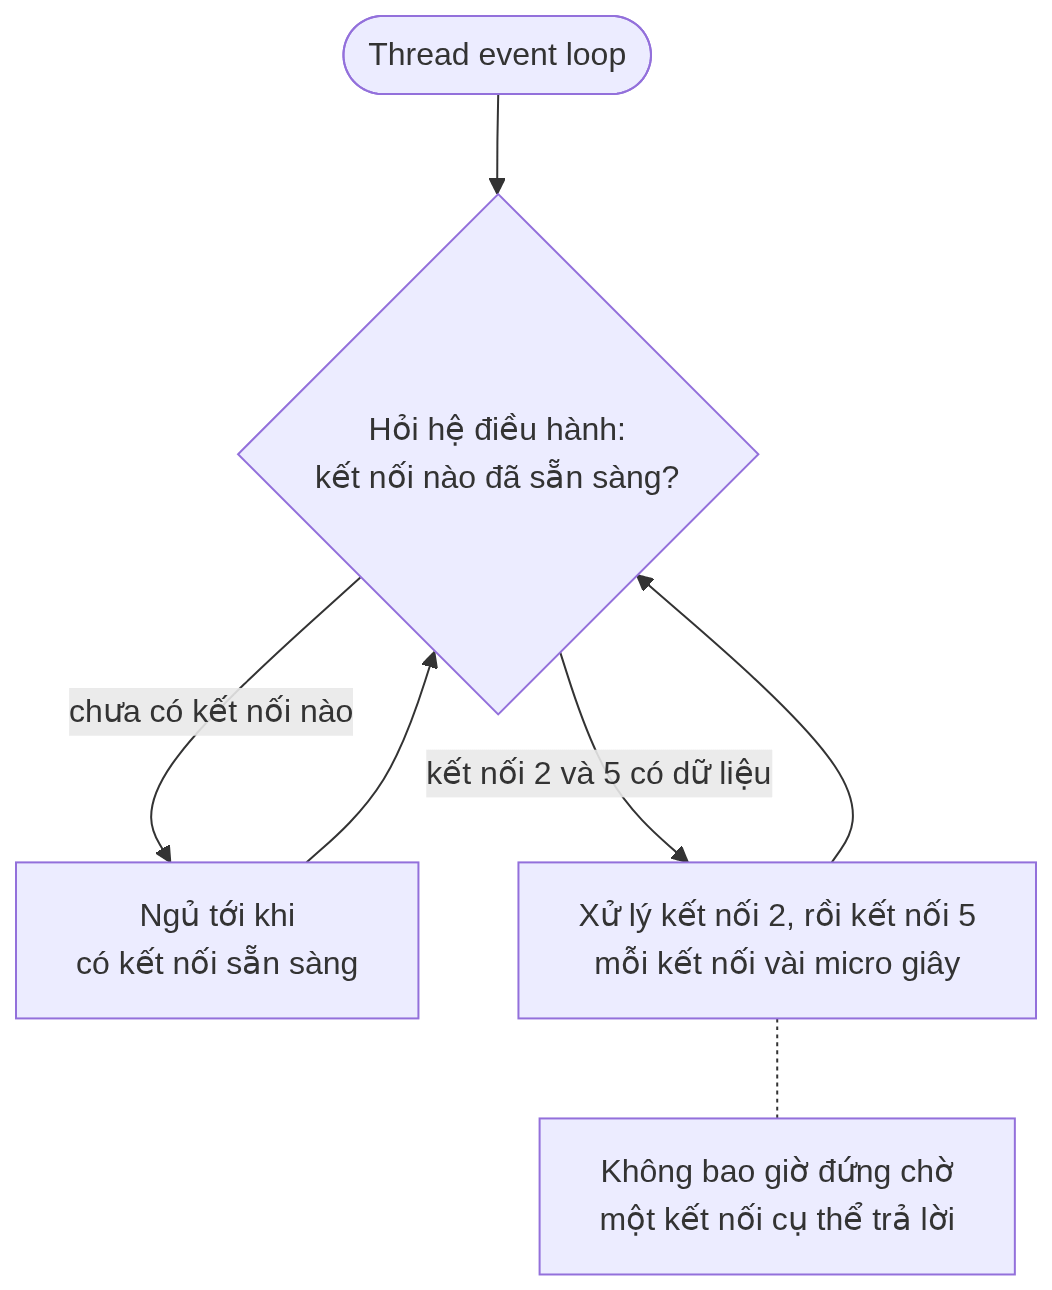 Thread event loop
Hỏi hệ điều hành:
kết nối nào đã sẵn sàng?
chưa có kết nối nào
kết nối 2 và 5 có dữ liệu
Ngủ tới khi
có kết nối sẵn sàng
Xử lý kết nối 2, rồi kết nối 5
mỗi kết nối vài micro giây
Không bao giờ đứng chờ
một kết nối cụ thể trả lời